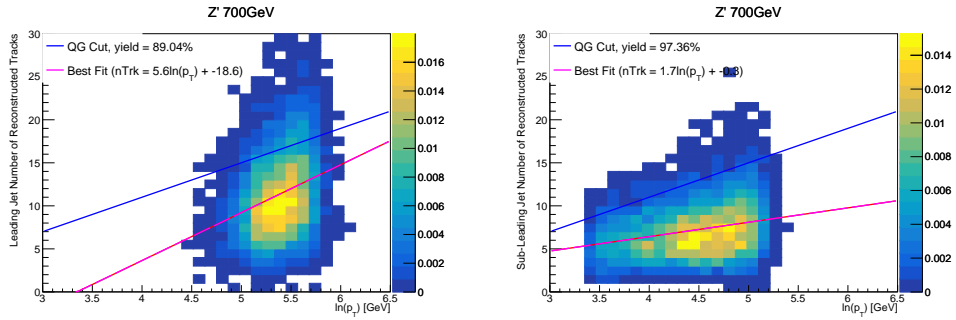 Z' 700GeV
Leading Jet Number of Reconstructed Tracks
30
25
20
15
10
5
0
QG Cut, yield = 89.04%
Best Fit (nTrk = 5.6ln(p_T) + -18.6)
0.016
0.014
0.012
0.01
0.008
0.006
0.004
0.002
0
3 3.5 4 4.5 5 5.5 6 6.5
ln(p_T) [GeV]
Z' 700GeV
Sub-Leading Jet Number of Reconstructed Tracks
30
25
20
15
10
5
0
QG Cut, yield = 97.36%
Best Fit (nTrk = 1.7ln(p_T) + -0.3)
0.014
0.012
0.01
0.008
0.006
0.004
0.002
0
3 3.5 4 4.5 5 5.5 6 6.5
ln(p_T) [GeV]